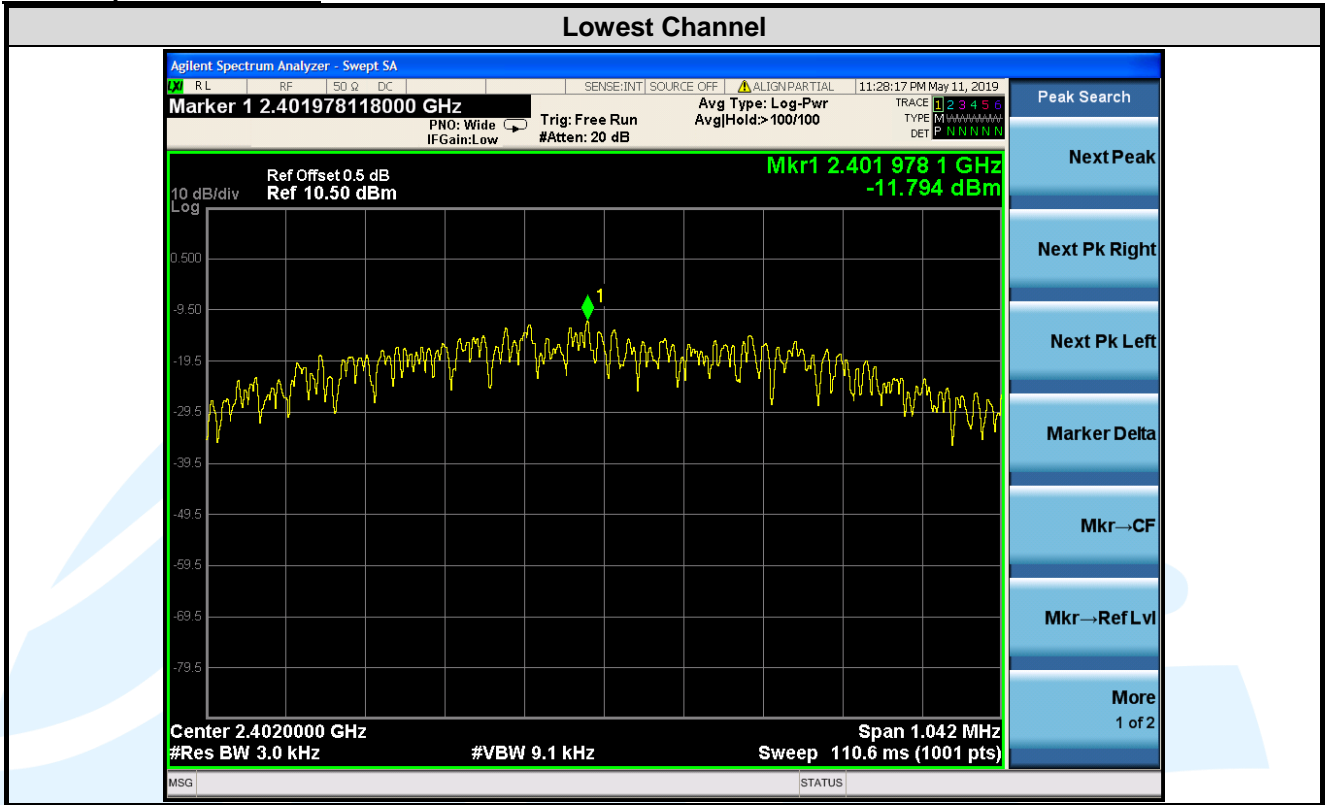 Lowest Channel
Agilent Spectrum Analyzer - Swept SA
LXI RL RF 50 Ω DC SENSE:INT SOURCE OFF ALIGN PARTIAL 11:28:17 PM May 11, 2019
Marker 1 2.401978118000 GHz
PNO: Wide
IFGain:Low
Trig: Free Run
#Atten: 20 dB
Avg Type: Log-Pwr
Avg|Hold:>100/100
TRACE 1 2 3 4 5 6
TYPE M
DET P N N N N N
Peak Search
Mkr1 2.401 978 1 GHz
-11.794 dBm
Ref Offset 0.5 dB
10 dB/div Ref 10.50 dBm
Log
0.500
-9.50
-19.5
-29.5
-39.5
-49.5
-59.5
-69.5
-79.5
1
Center 2.4020000 GHz Span 1.042 MHz
#Res BW 3.0 kHz #VBW 9.1 kHz Sweep 110.6 ms (1001 pts)
MSG STATUS
Next Peak
Next Pk Right
Next Pk Left
Marker Delta
Mkr→CF
Mkr→Ref Lvl
More
1 of 2